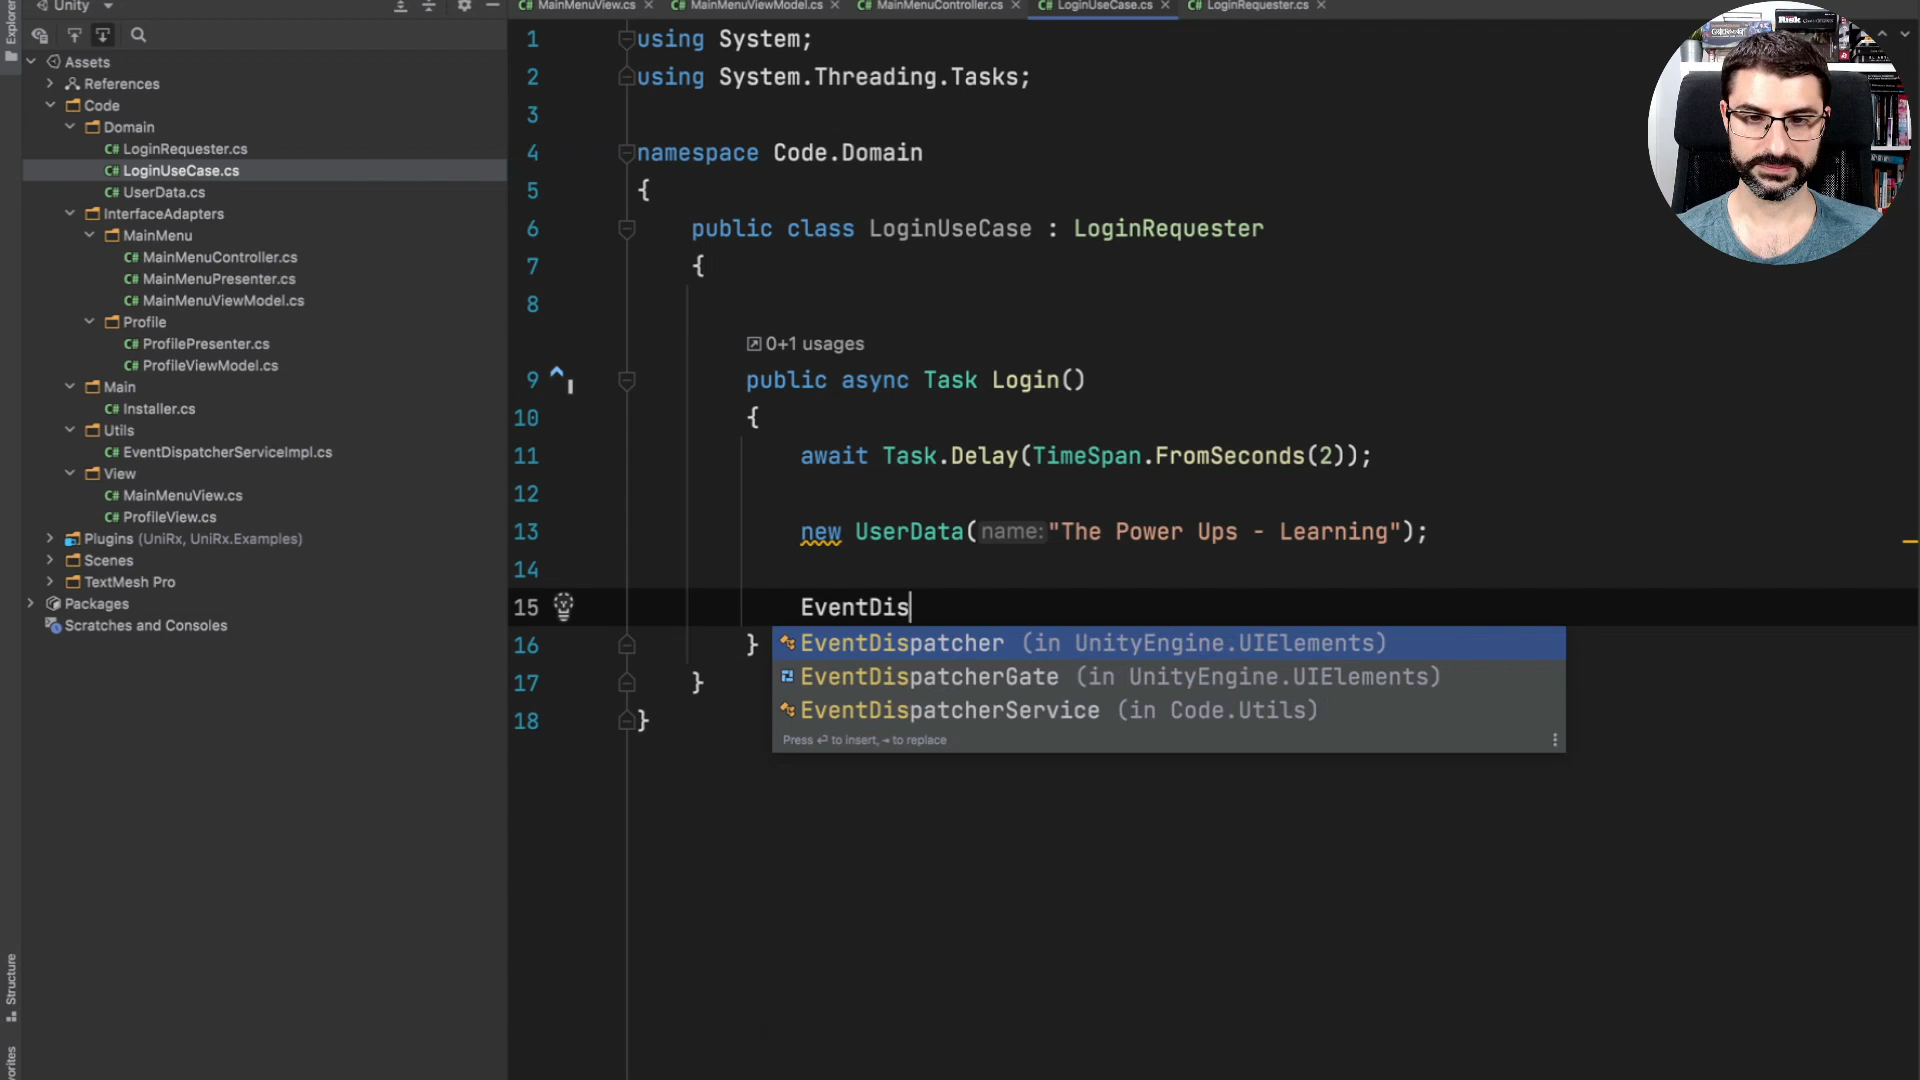 Explorer
Unity
MainMenuView.cs
MainMenuViewModel.cs
MainMenuController.cs
LoginUseCase.cs
LoginRequester.cs
Assets
References
Code
Domain
C# LoginRequester.cs
C# LoginUseCase.cs
C# UserData.cs
InterfaceAdapters
MainMenu
C# MainMenuController.cs
C# MainMenuPresenter.cs
C# MainMenuViewModel.cs
Profile
C# ProfilePresenter.cs
C# ProfileViewModel.cs
Main
C# Installer.cs
Utils
C# EventDispatcherServiceImpl.cs
View
C# MainMenuView.cs
C# ProfileView.cs
Plugins (UniRx, UniRx.Examples)
Scenes
TextMesh Pro
Packages
Scratches and Consoles
Structure
1 using System;
2 using System.Threading.Tasks;
3
4 namespace Code.Domain
5 {
6 public class LoginUseCase : LoginRequester
7 {
8
0+1 usages
9 public async Task Login()
10 {
11 await Task.Delay(TimeSpan.FromSeconds(2));
12
13 new UserData(name:"The Power Ups - Learning");
14
15 EventDis
16 }
17 }
18 }
EventDispatcher (in UnityEngine.UIElements)
EventDispatcherGate (in UnityEngine.UIElements)
EventDispatcherService (in Code.Utils)
Press ↵ to insert, ⇥ to replace
Risk